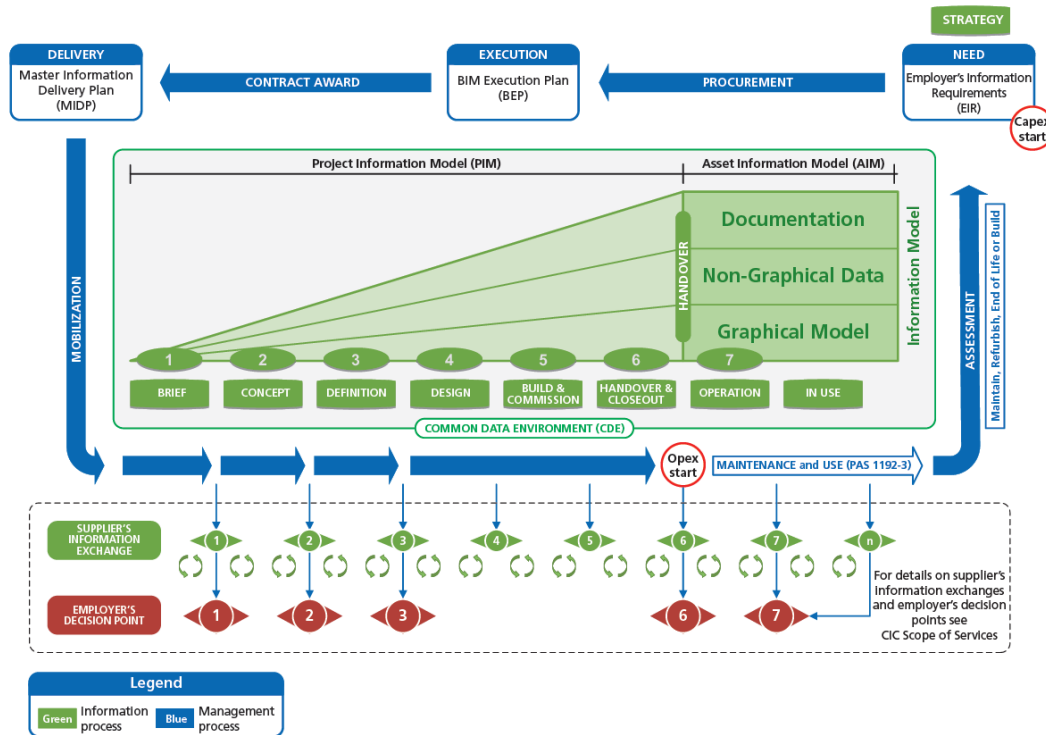 STRATEGY
DELIVERY
Master Information
Delivery Plan
(MIDP)
CONTRACT AWARD
EXECUTION
BIM Execution Plan
(BEP)
PROCUREMENT
NEED
Employer's Information
Requirements
(EIR)
Capex
start
Project Information Model (PIM)
Asset Information Model (AIM)
Documentation
Non-Graphical Data
Graphical Model
HANDOVER
Information Model
MOBILIZATION
ASSESSMENT
Maintain, Refurbish, End of Life or Build
1
2
3
4
5
6
7
BRIEF
CONCEPT
DEFINITION
DESIGN
BUILD &
COMMISSION
HANDOVER &
CLOSEOUT
OPERATION
IN USE
COMMON DATA ENVIRONMENT (CDE)
Opex
start
MAINTENANCE and USE (PAS 1192-3)
SUPPLIER'S
INFORMATION
EXCHANGE
1
2
3
4
5
6
7
n
EMPLOYER'S
DECISION POINT
1
2
3
6
7
For details on supplier's
information exchanges
and employer's decision
points see
CIC Scope of Services
Legend
Green
Information
process
Blue
Management
process